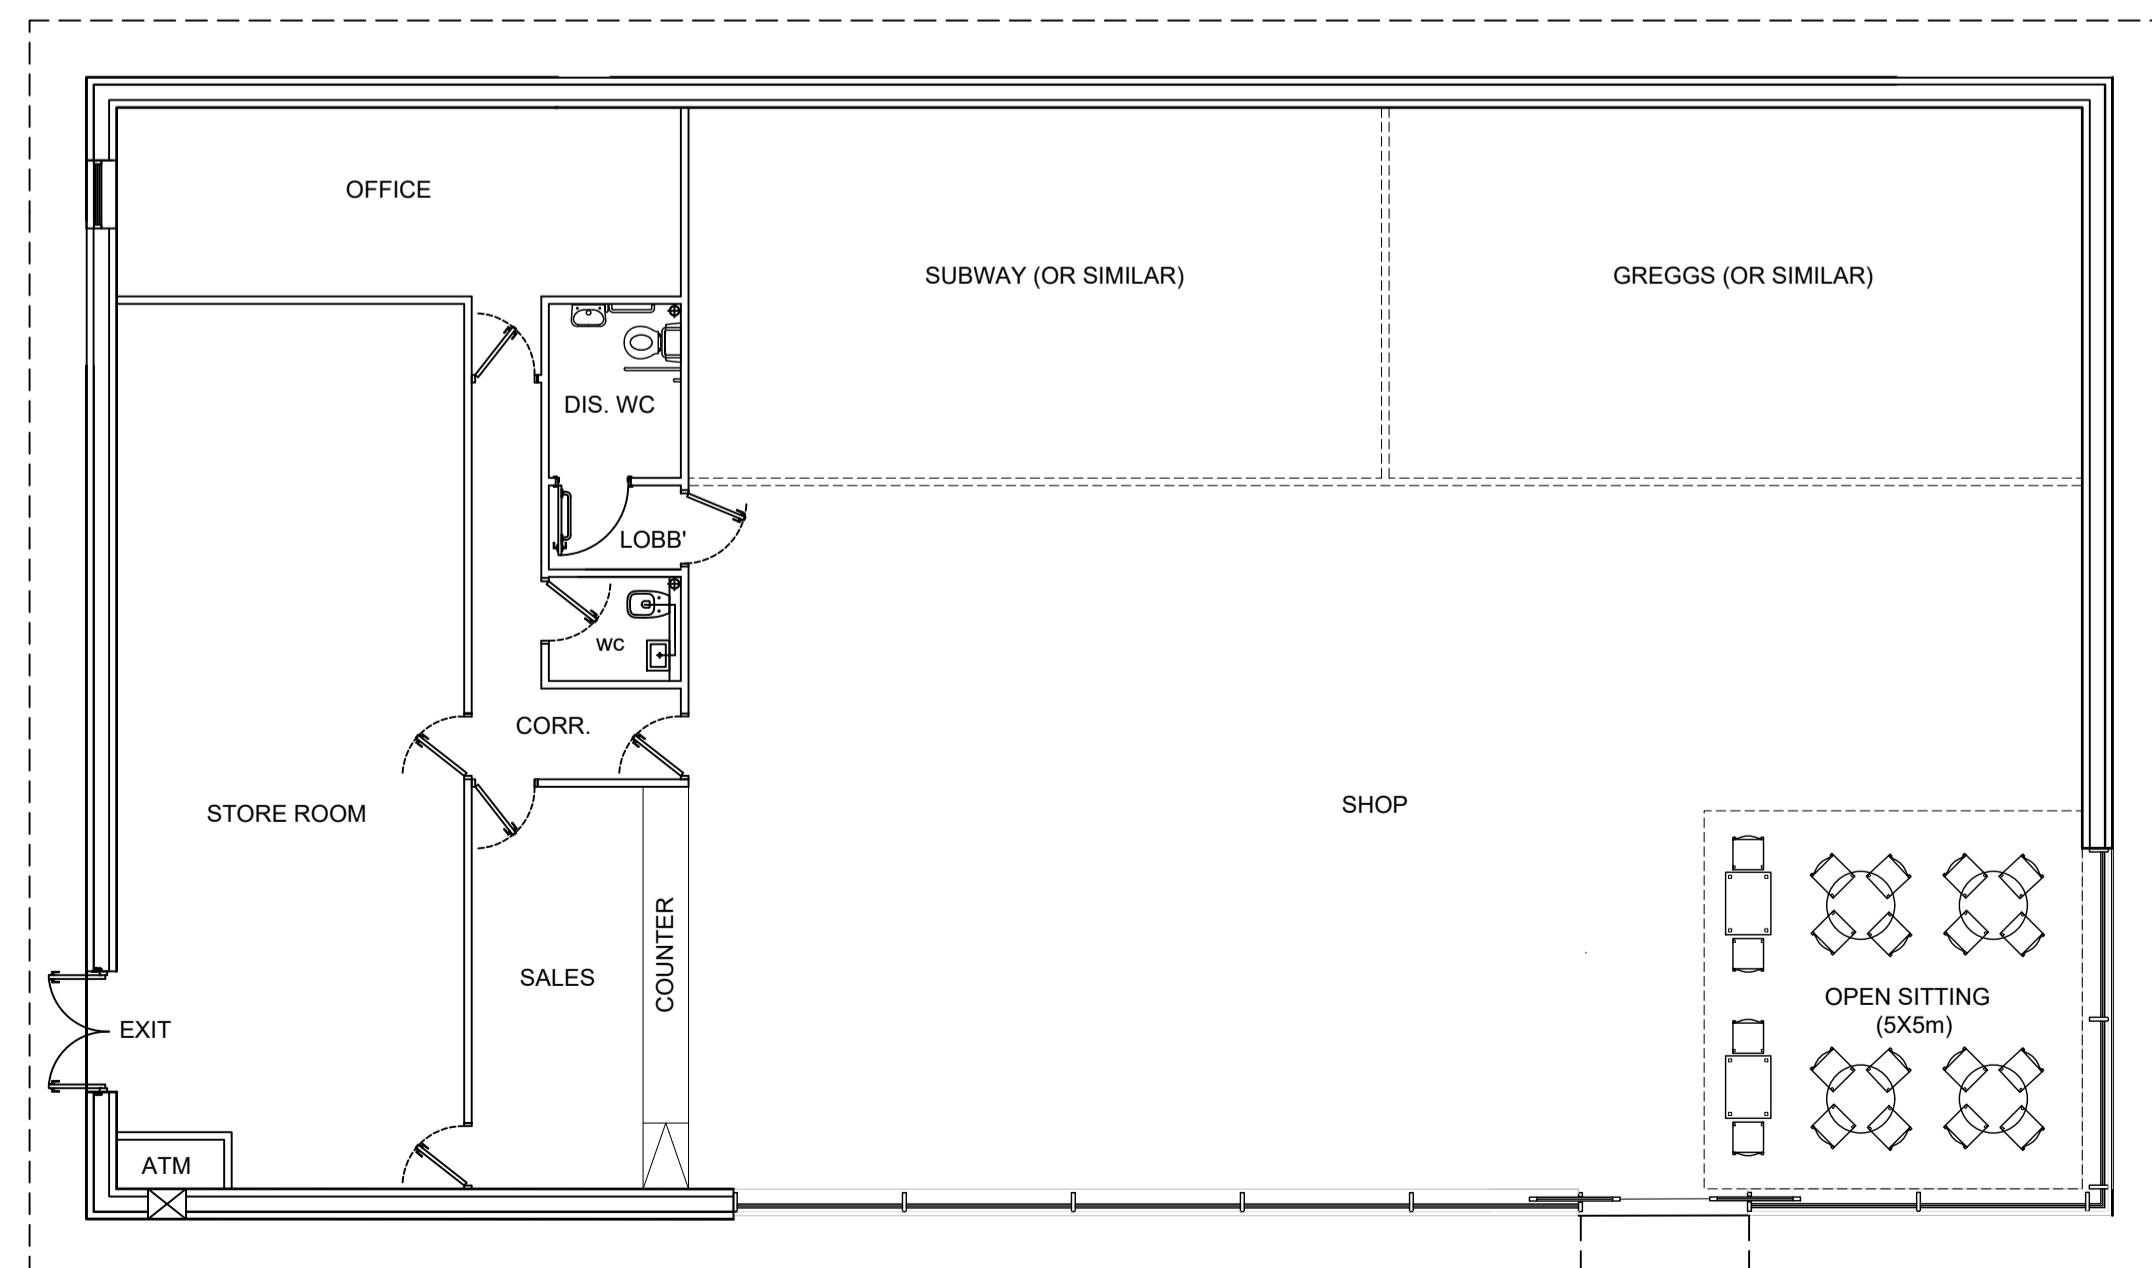 OFFICE
SUBWAY (OR SIMILAR)
GREGGS (OR SIMILAR)
DIS. WC
LOBB'
wc
CORR.
STORE ROOM
SHOP
SALES
COUNTER
OPEN SITTING
(5X5m)
EXIT
ATM